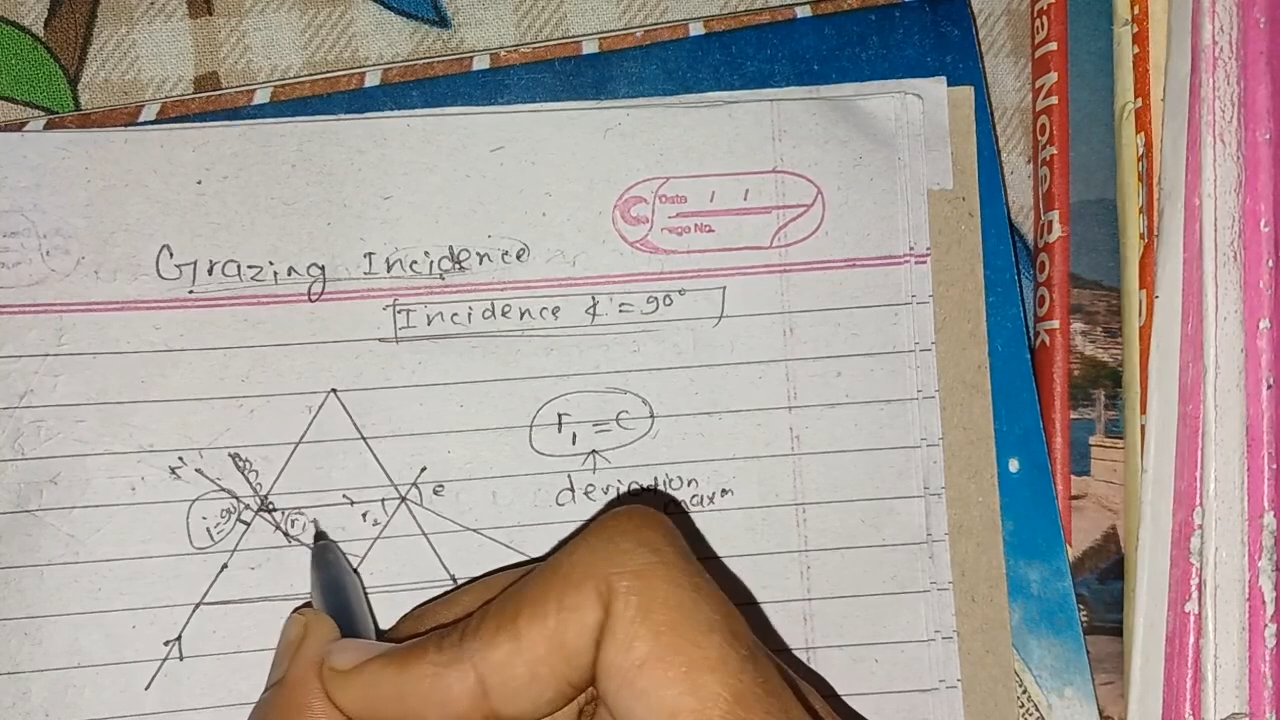 Date / /
Page No.
Grazing Incidence
Incidence ∠ = 90°
r₁ = C
deviation
maxᵐ
i=90°
r₁
r₂
e
tal Note Book